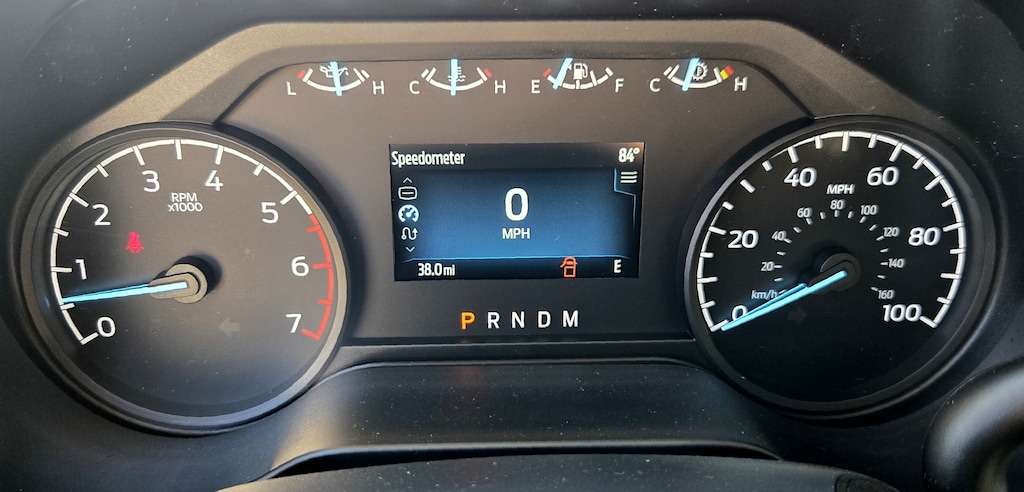 L H C H E F C H
Speedometer 84°
0
MPH
38.0 mi E
P R N D M
0 1 2 3 4 5 6 7
RPM
x1000
0 20 40 60 80 100
MPH
20 40 60 80 100 120 140 160
km/h